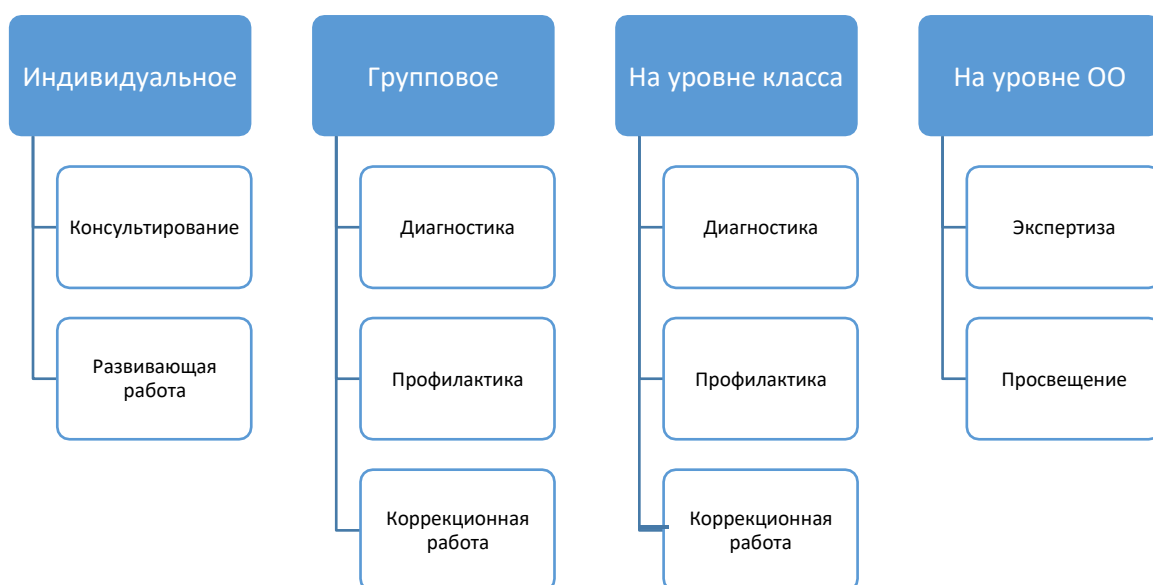 Индивидуальное
Консультирование
Развивающая
работа
Групповое
Диагностика
Профилактика
Коррекционная
работа
На уровне класса
Диагностика
Профилактика
Коррекционная
работа
На уровне ОО
Экспертиза
Просвещение